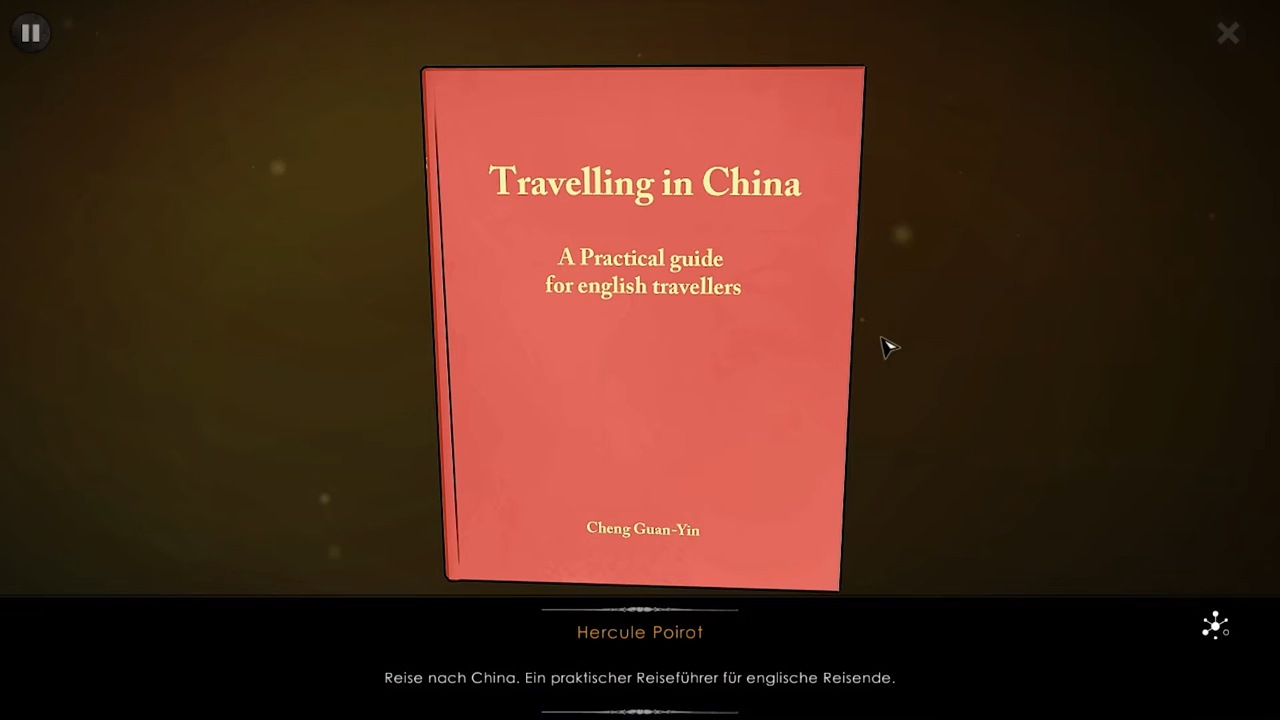 Travelling in China
A Practical guide
for english travellers
Cheng Guan-Yin
Hercule Poirot
Reise nach China. Ein praktischer Reiseführer für englische Reisende.